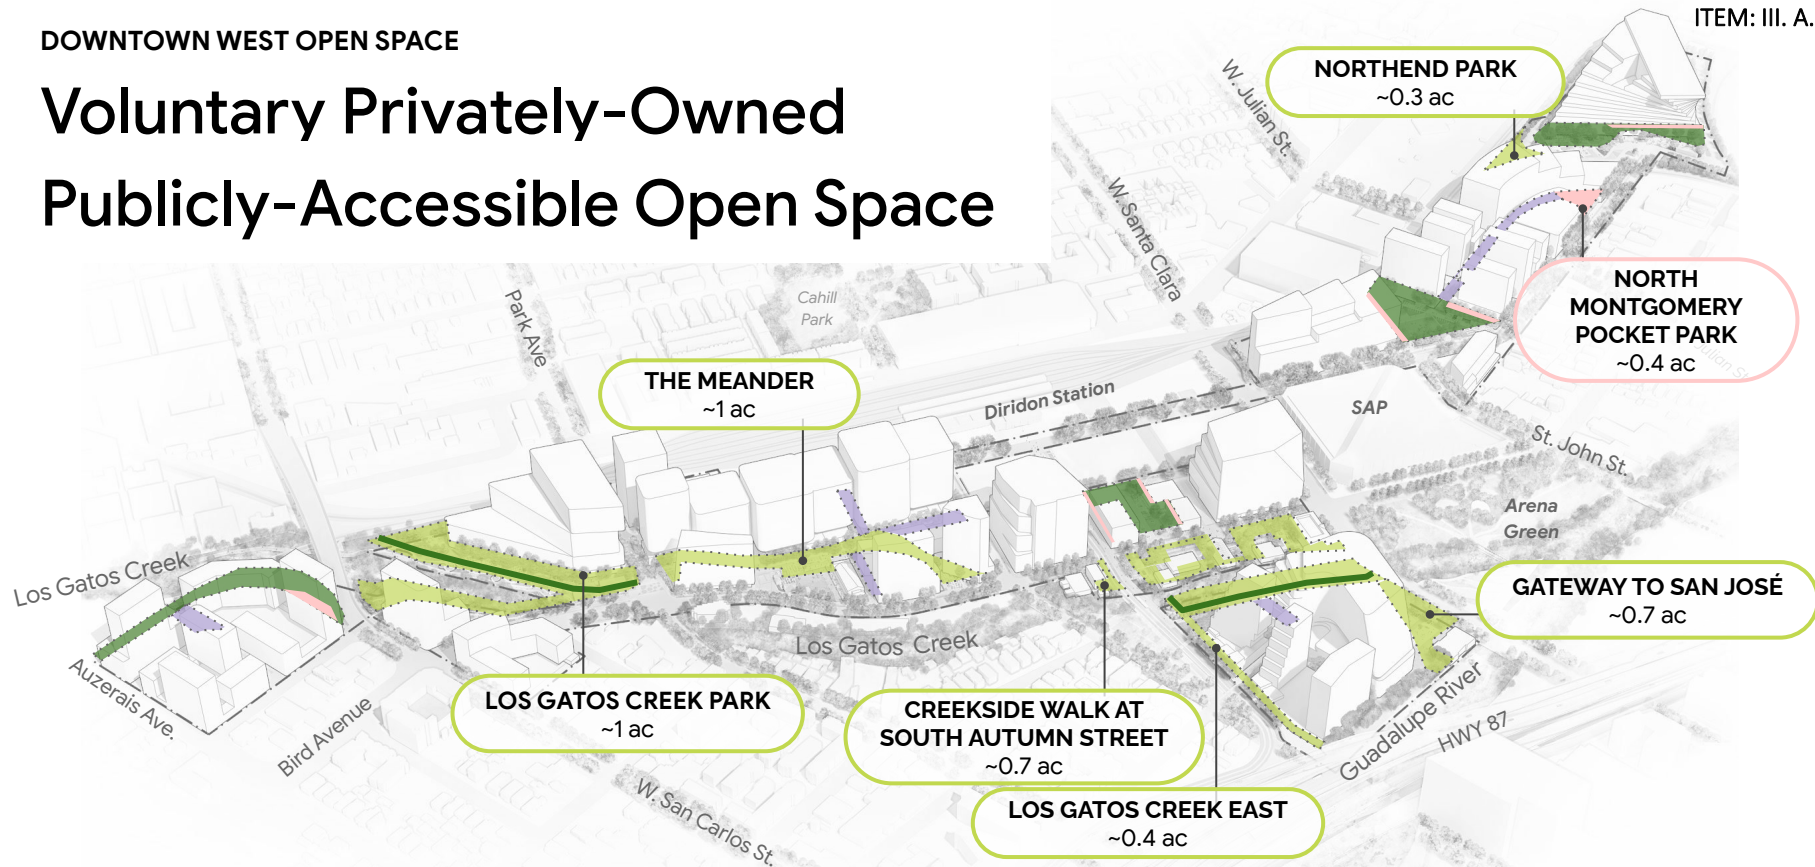 ITEM: III. A.
DOWNTOWN WEST OPEN SPACE
Voluntary Privately-Owned
Publicly-Accessible Open Space
NORTHEND PARK
~0.3 ac
W. Julian St.
W. Santa Clara
NORTH
MONTGOMERY
POCKET PARK
~0.4 ac
Park Ave
Cahill
Park
THE MEANDER
~1 ac
Diridon Station
SAP
St. John St.
Arena
Green
Los Gatos Creek
GATEWAY TO SAN JOSÉ
~0.7 ac
Los Gatos Creek
Auzerais Ave.
Bird Avenue
LOS GATOS CREEK PARK
~1 ac
CREEKSIDE WALK AT
SOUTH AUTUMN STREET
~0.7 ac
Guadalupe River
HWY 87
W. San Carlos St.
LOS GATOS CREEK EAST
~0.4 ac